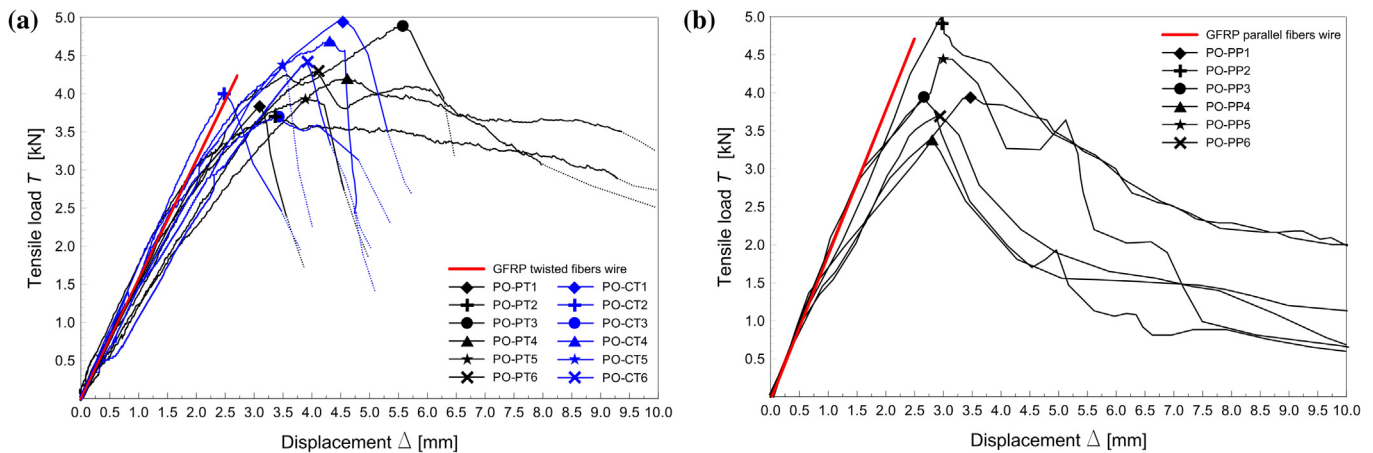 (a)
Tensile load T [kN]
5.0
4.5
4.0
3.5
3.0
2.5
2.0
1.5
1.0
0.5
GFRP twisted fibers wire
PO-PT1 PO-CT1
PO-PT2 PO-CT2
PO-PT3 PO-CT3
PO-PT4 PO-CT4
PO-PT5 PO-CT5
PO-PT6 PO-CT6
0.0 0.5 1.0 1.5 2.0 2.5 3.0 3.5 4.0 4.5 5.0 5.5 6.0 6.5 7.0 7.5 8.0 8.5 9.0 9.5 10.0
Displacement Δ [mm]
(b)
Tensile load T [kN]
5.0
4.5
4.0
3.5
3.0
2.5
2.0
1.5
1.0
0.5
GFRP parallel fibers wire
PO-PP1
PO-PP2
PO-PP3
PO-PP4
PO-PP5
PO-PP6
0.0 0.5 1.0 1.5 2.0 2.5 3.0 3.5 4.0 4.5 5.0 5.5 6.0 6.5 7.0 7.5 8.0 8.5 9.0 9.5 10.0
Displacement Δ [mm]